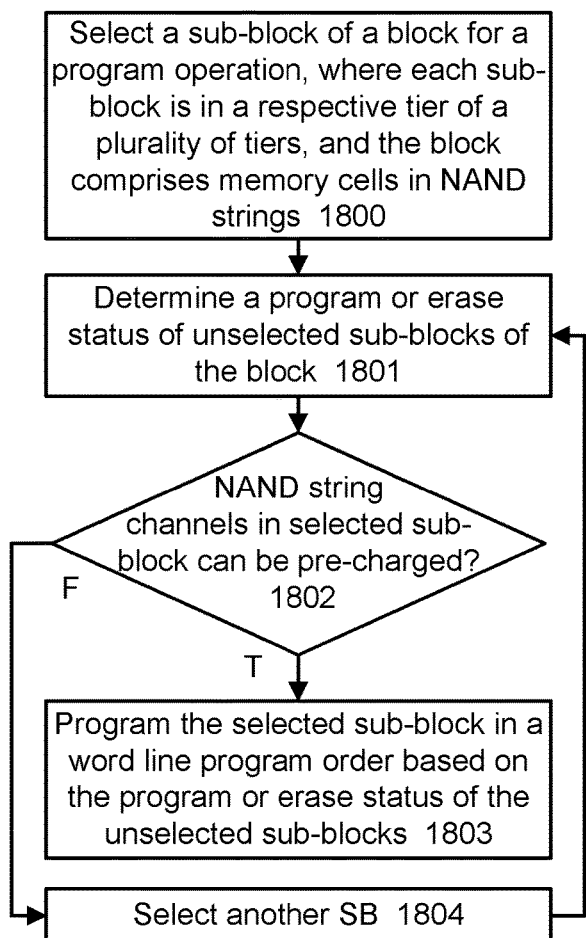 Select a sub-block of a block for a
program operation, where each sub-
block is in a respective tier of a
plurality of tiers, and the block
comprises memory cells in NAND
strings 1800
Determine a program or erase
status of unselected sub-blocks of
the block 1801
NAND string
channels in selected sub-
block can be pre-charged?
1802
F
T
Program the selected sub-block in a
word line program order based on
the program or erase status of the
unselected sub-blocks 1803
Select another SB 1804